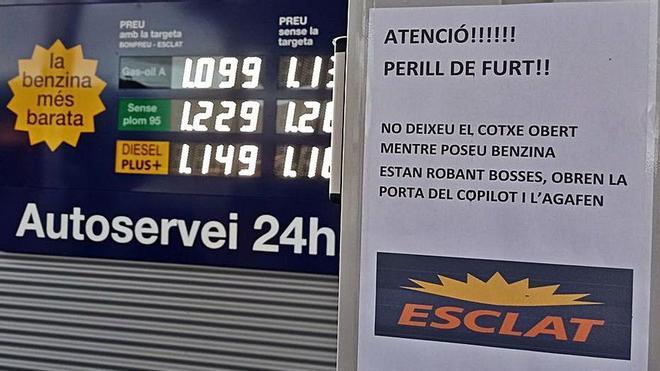 la
benzina
més
barata
PREU
amb la targeta
BONPREU - ESCLAT
PREU
sense la
targeta
Gas-oil A 1.099
Sense
plom 95 1.229
DIESEL
PLUS+ 1.149
Autoservei 24h
ATENCIÓ!!!!!!
PERILL DE FURT!!
NO DEIXEU EL COTXE OBERT
MENTRE POSEU BENZINA
ESTAN ROBANT BOSSES, OBREN LA
PORTA DEL COPILOT I L'AGAFEN
ESCLAT